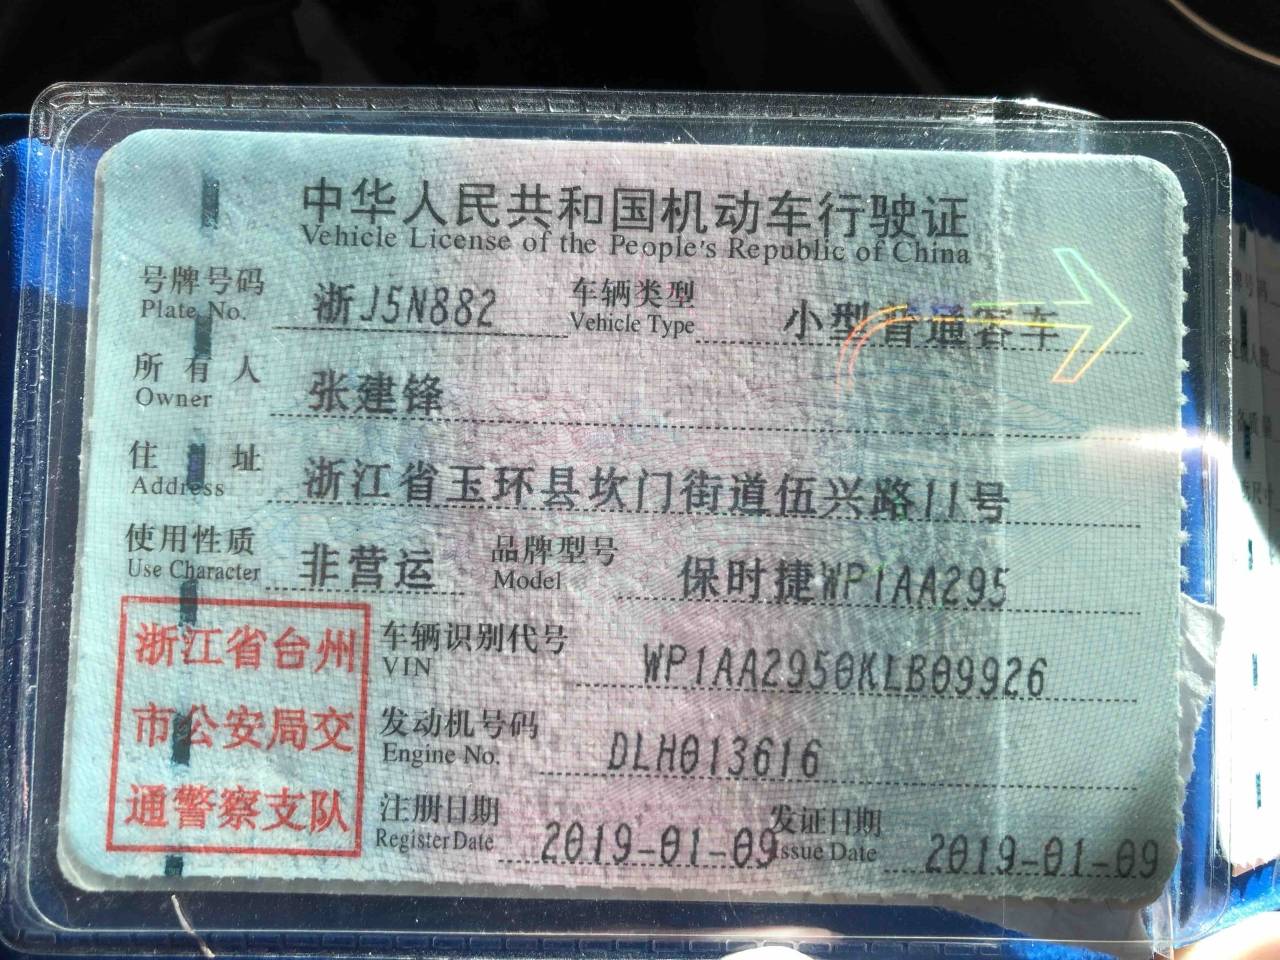 中华人民共和国机动车行驶证
Vehicle License of the People's Republic of China
号牌号码 浙J5N882 车辆类型 小型普通客车
Plate No. Vehicle Type
所有人 张建锋
Owner
住址 浙江省玉环县坎门街道伍兴路11号
Address
使用性质 非营运 品牌型号 保时捷WP1AA295
Use Character Model
浙江省台州
市公安局交
通警察支队
车辆识别代号 WP1AA2950KLB09926
VIN
发动机号码 DLH013616
Engine No.
注册日期 2019-01-09 发证日期 2019-01-09
Register Date Issue Date